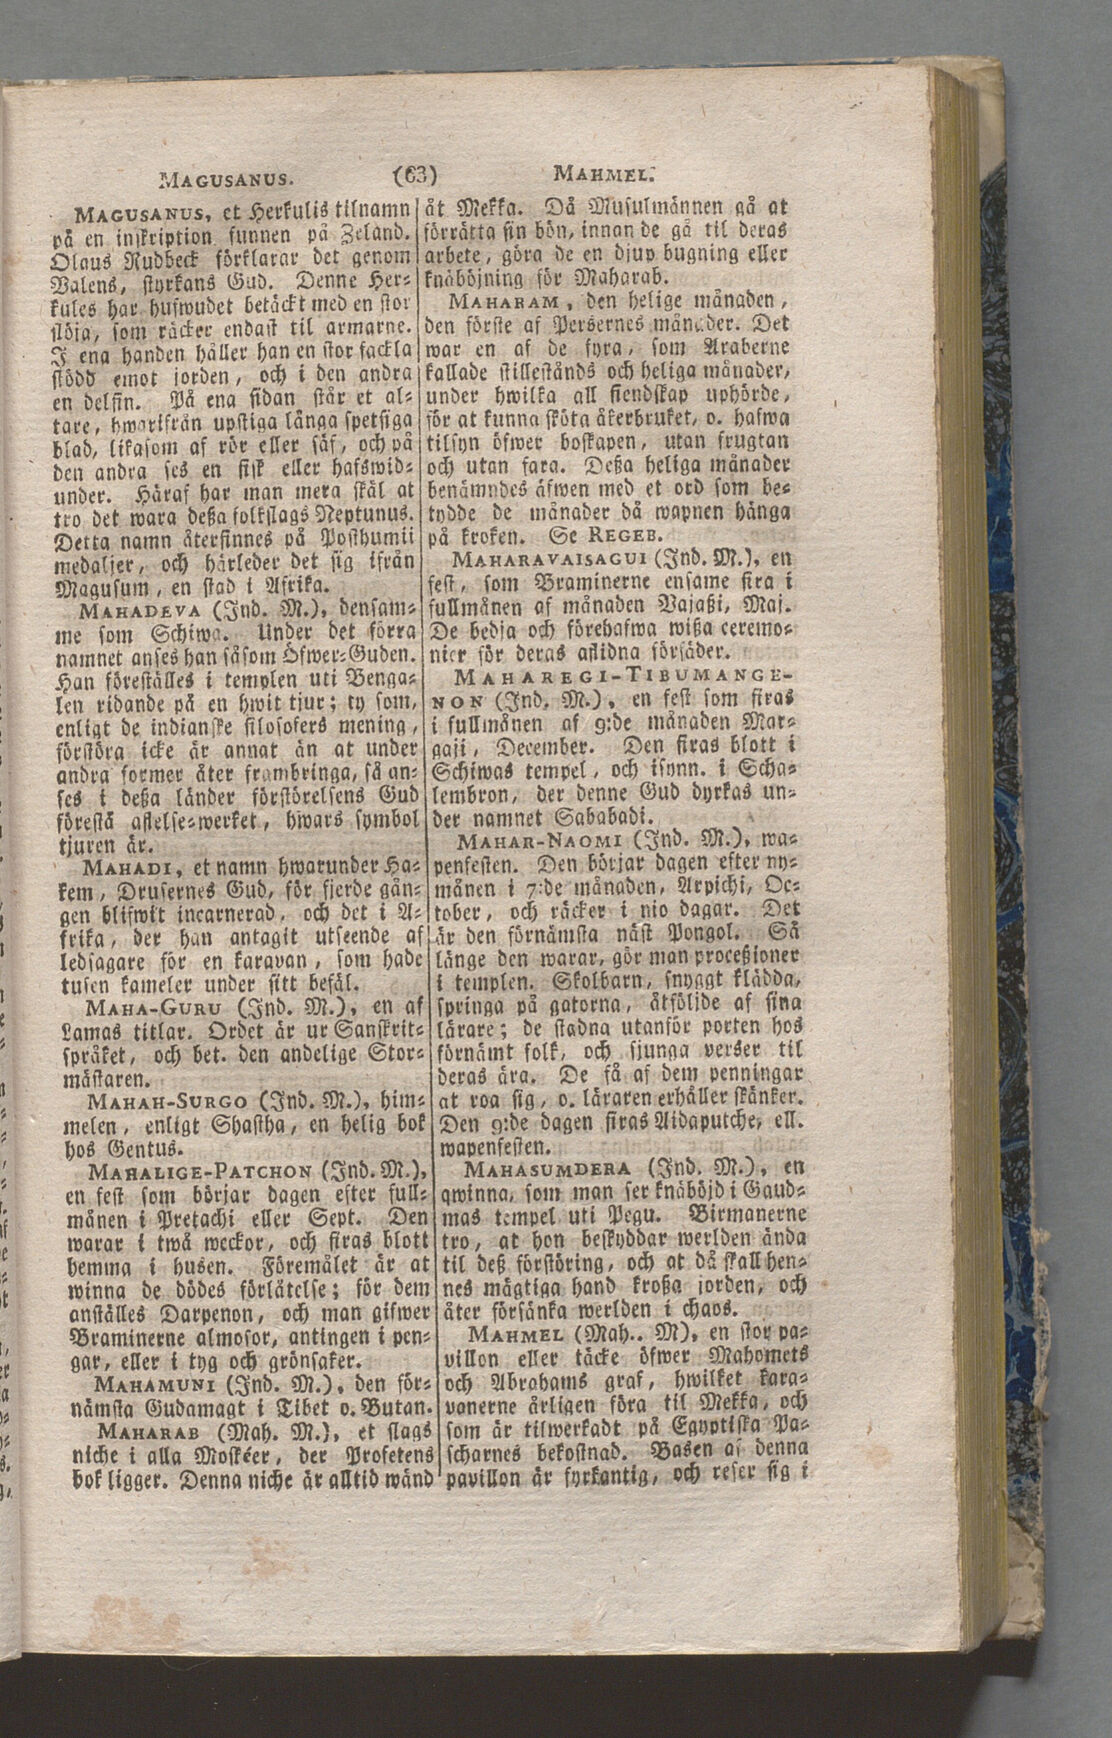 MAGUSANUS. (63) MAHMEL.
MAGUSANUS, et Herkulis tilnamn
på en inskription funnen på Zeland.
Olaus Rudbeck förklarar det genom
Valens, styrkans Gud. Denne Her-
kules har hufwudet betäckt med en stor
slöja, som räcker endast til armarne.
I ena handen håller han en stor fackla
stödd emot jorden, och i den andra
en delfin. På ena sidan står et al-
tare, hwarifrån upstiga långa spetsiga
blad, likasom af rör eller säf, och på
den andra ses en fisk eller hafswid-
under. Häraf har man mera skäl at
tro det wara deßa folkslags Neptunus.
Detta namn återfinnes på Posthumii
medaljer, och härleder det sig ifrån
Magusum, en stad i Afrika.
MAHADEVA (Ind. M.), densam-
me som Schiwa. Under det förra
namnet anses han såsom Öfwer-Guden.
Han föreställes i templen uti Benga-
len ridande på en hwit tjur; ty som,
enligt de indianske filosofers mening,
förstöra icke är annat än at under
andra former åter frambringa, så an-
ses i deßa länder förstörelsens Gud
förestå aflelse-werket, hwars symbol
tjuren är.
MAHADI, et namn hwarunder Ha-
kem, Drusernes Gud, för fjerde gån-
gen blifwit incarnerad, och det i A-
frika, der han antagit utseende af
ledsagare för en karavan, som hade
tusen kameler under sitt befäl.
MAHA-GURU (Ind. M.), en af
Lamas titlar. Ordet är ur Sanskrit-
språket, och bet. den andelige Stor-
mästaren.
MAHAH-SURGO (Ind. M.), him-
melen, enligt Shastha, en helig bok
hos Gentus.
MAHALIGE-PATCHON (Ind. M.),
en fest som börjar dagen efter full-
månen i Pretachi eller Sept. Den
warar i twå weckor, och firas blott
hemma i husen. Föremålet är at
winna de dödes förlåtelse; för dem
anställes Darpenon, och man gifwer
Braminerne almosor, antingen i pen-
gar, eller i tyg och grönsaker.
MAHAMUNI (Ind. M.), den för-
nämsta Gudamagt i Tibet o. Butan.
MAHARAB (Mah. M.), et slags
niche i alla Moskéer, der Profetens
bok ligger. Denna niche är alltid wänd
åt Mekka. Då Musulmännen gå at
förrätta sin bön, innan de gå til deras
arbete, göra de en djup bugning eller
knäböjning för Maharab.
MAHARAM, den helige månaden,
den förste af Persernes månader. Det
war en af de fyra, som Araberne
kallade stillestånds och heliga månader,
under hwilka all fiendskap uphörde,
för at kunna sköta åkerbruket, o. hafwa
tilsyn öfwer boskapen, utan frugtan
och utan fara. Deßa heliga månader
benämndes äfwen med et ord som be-
tydde de månader då wapnen hänga
på kroken. Se REGEB.
MAHARAVAISAGUI (Ind. M.), en
fest, som Braminerne ensame fira i
fullmånen af månaden Vajaßi, Maj.
De bedja och förehafwa wißa ceremo-
nier för deras aflidna förfäder.
MAHAREGI-TIBUMANGE-
NON (Ind. M.), en fest som firas
i fullmånen af 9:de månaden Mar-
gaji, December. Den firas blott i
Schiwas tempel, och isynn. i Scha-
lembron, der denne Gud dyrkas un-
der namnet Sababadi.
MAHAR-NAOMI (Ind. M.), wa-
penfesten. Den börjar dagen efter ny-
månen i 7:de månaden, Arpichi, Oc-
tober, och räcker i nio dagar. Det
är den förnämsta näst Pongol. Så
länge den warar, gör man proceßioner
i templen. Skolbarn, snyggt klädda,
springa på gatorna, åtföljde af sina
lärare; de stadna utanför porten hos
förnämt folk, och sjunga verser til
deras ära. De få af dem penningar
at roa sig, o. läraren erhåller skänker.
Den 9:de dagen firas Aidaputche, ell.
wapenfesten.
MAHASUMDERA (Ind. M.), en
qwinna, som man ser knäböjd i Gaud-
mas tempel uti Pegu. Birmanerne
tro, at hon beskyddar werlden ända
til deß förstöring, och at då skall hen-
nes mägtiga hand kroßa jorden, och
åter försänka werlden i chaos.
MAHMEL (Mah.. M), en stor pa-
villon eller täcke öfwer Mahomets
och Abrahams graf, hwilket kara-
vanerne årligen föra til Mekka, och
som är tilwerkadt på Egyptiska Pa-
scharnes bekostnad. Basen af denna
pavillon är fyrkantig, och reser sig i